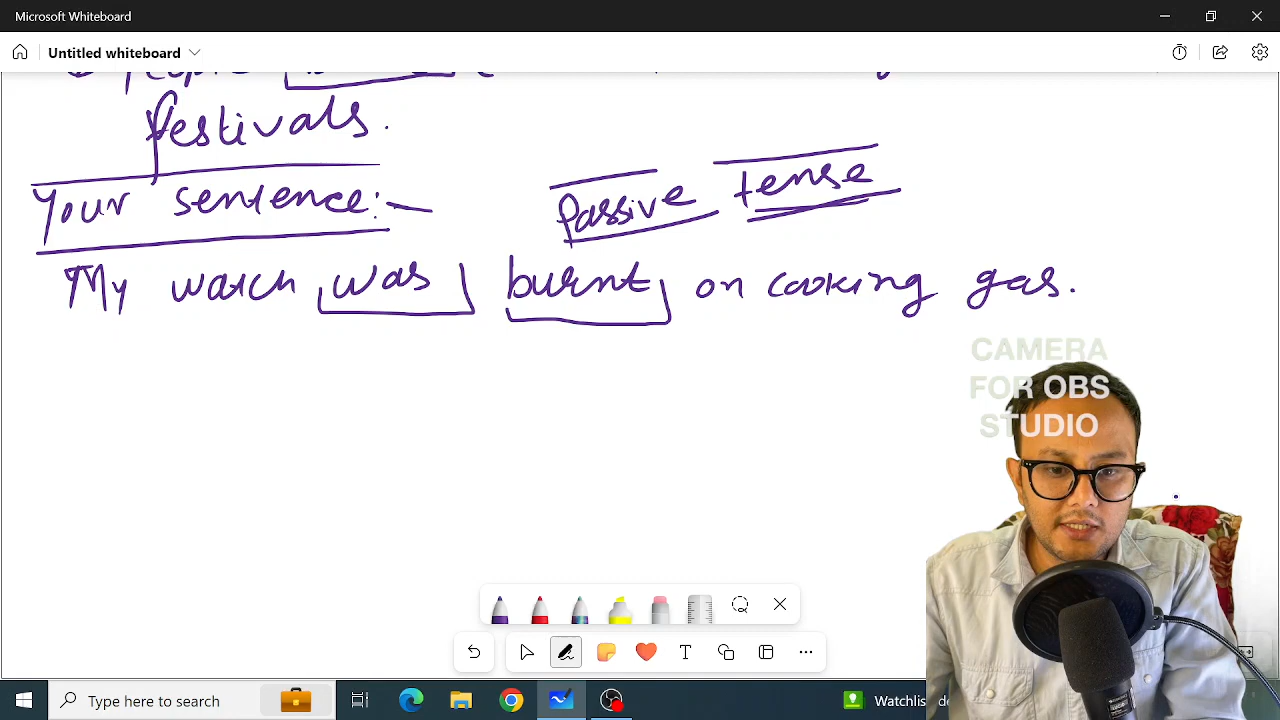 Microsoft Whiteboard
Untitled whiteboard
festivals.
Your sentence:-
Passive tense
My watch was burnt on cooking gas.
CAMERA
FOR OBS
STUDIO
Type here to search
Watchlis